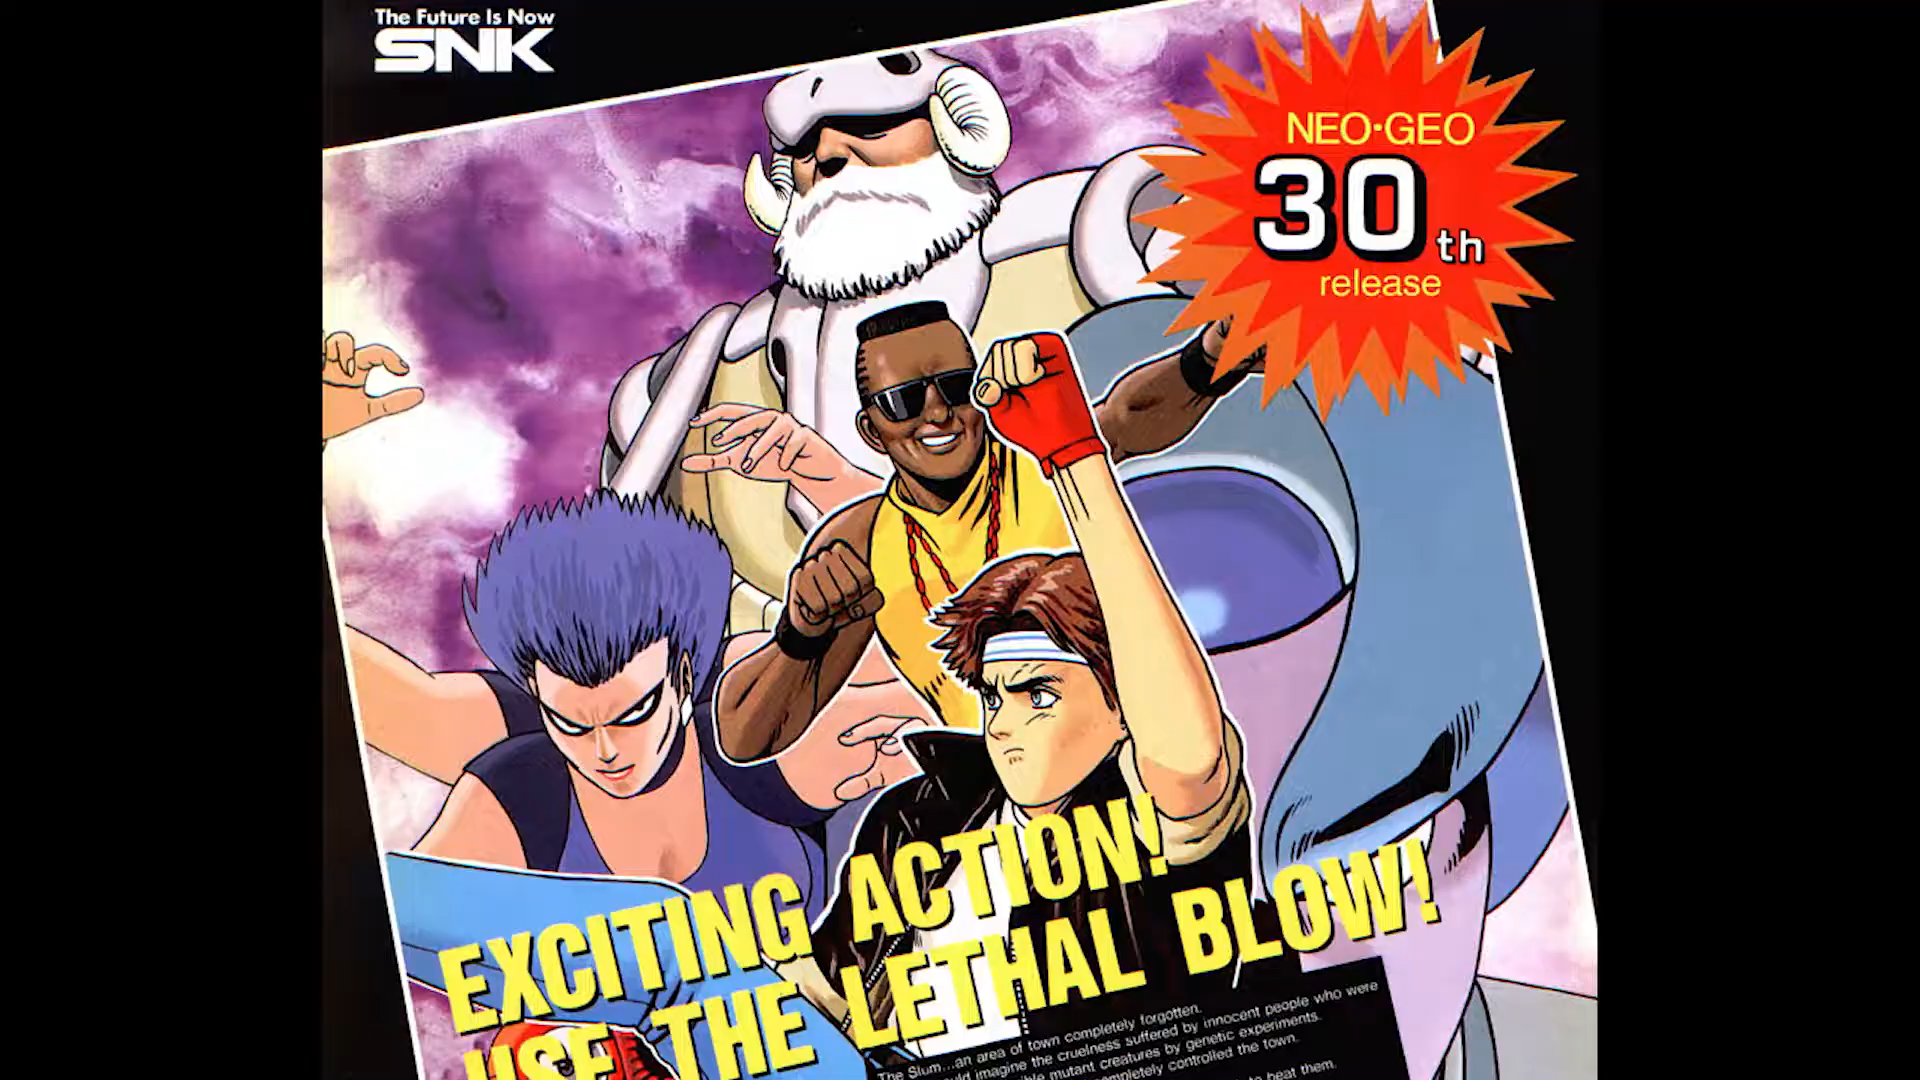 The Future Is Now
SNK
NEO•GEO
30th
release
EXCITING ACTION!
USE THE LETHAL BLOW!
The Slum...an area of town completely forgotten.
imagine the cruelness suffered by innocent people who were
mutant creatures by genetic experiments.
completely controlled the town.
to beat them.